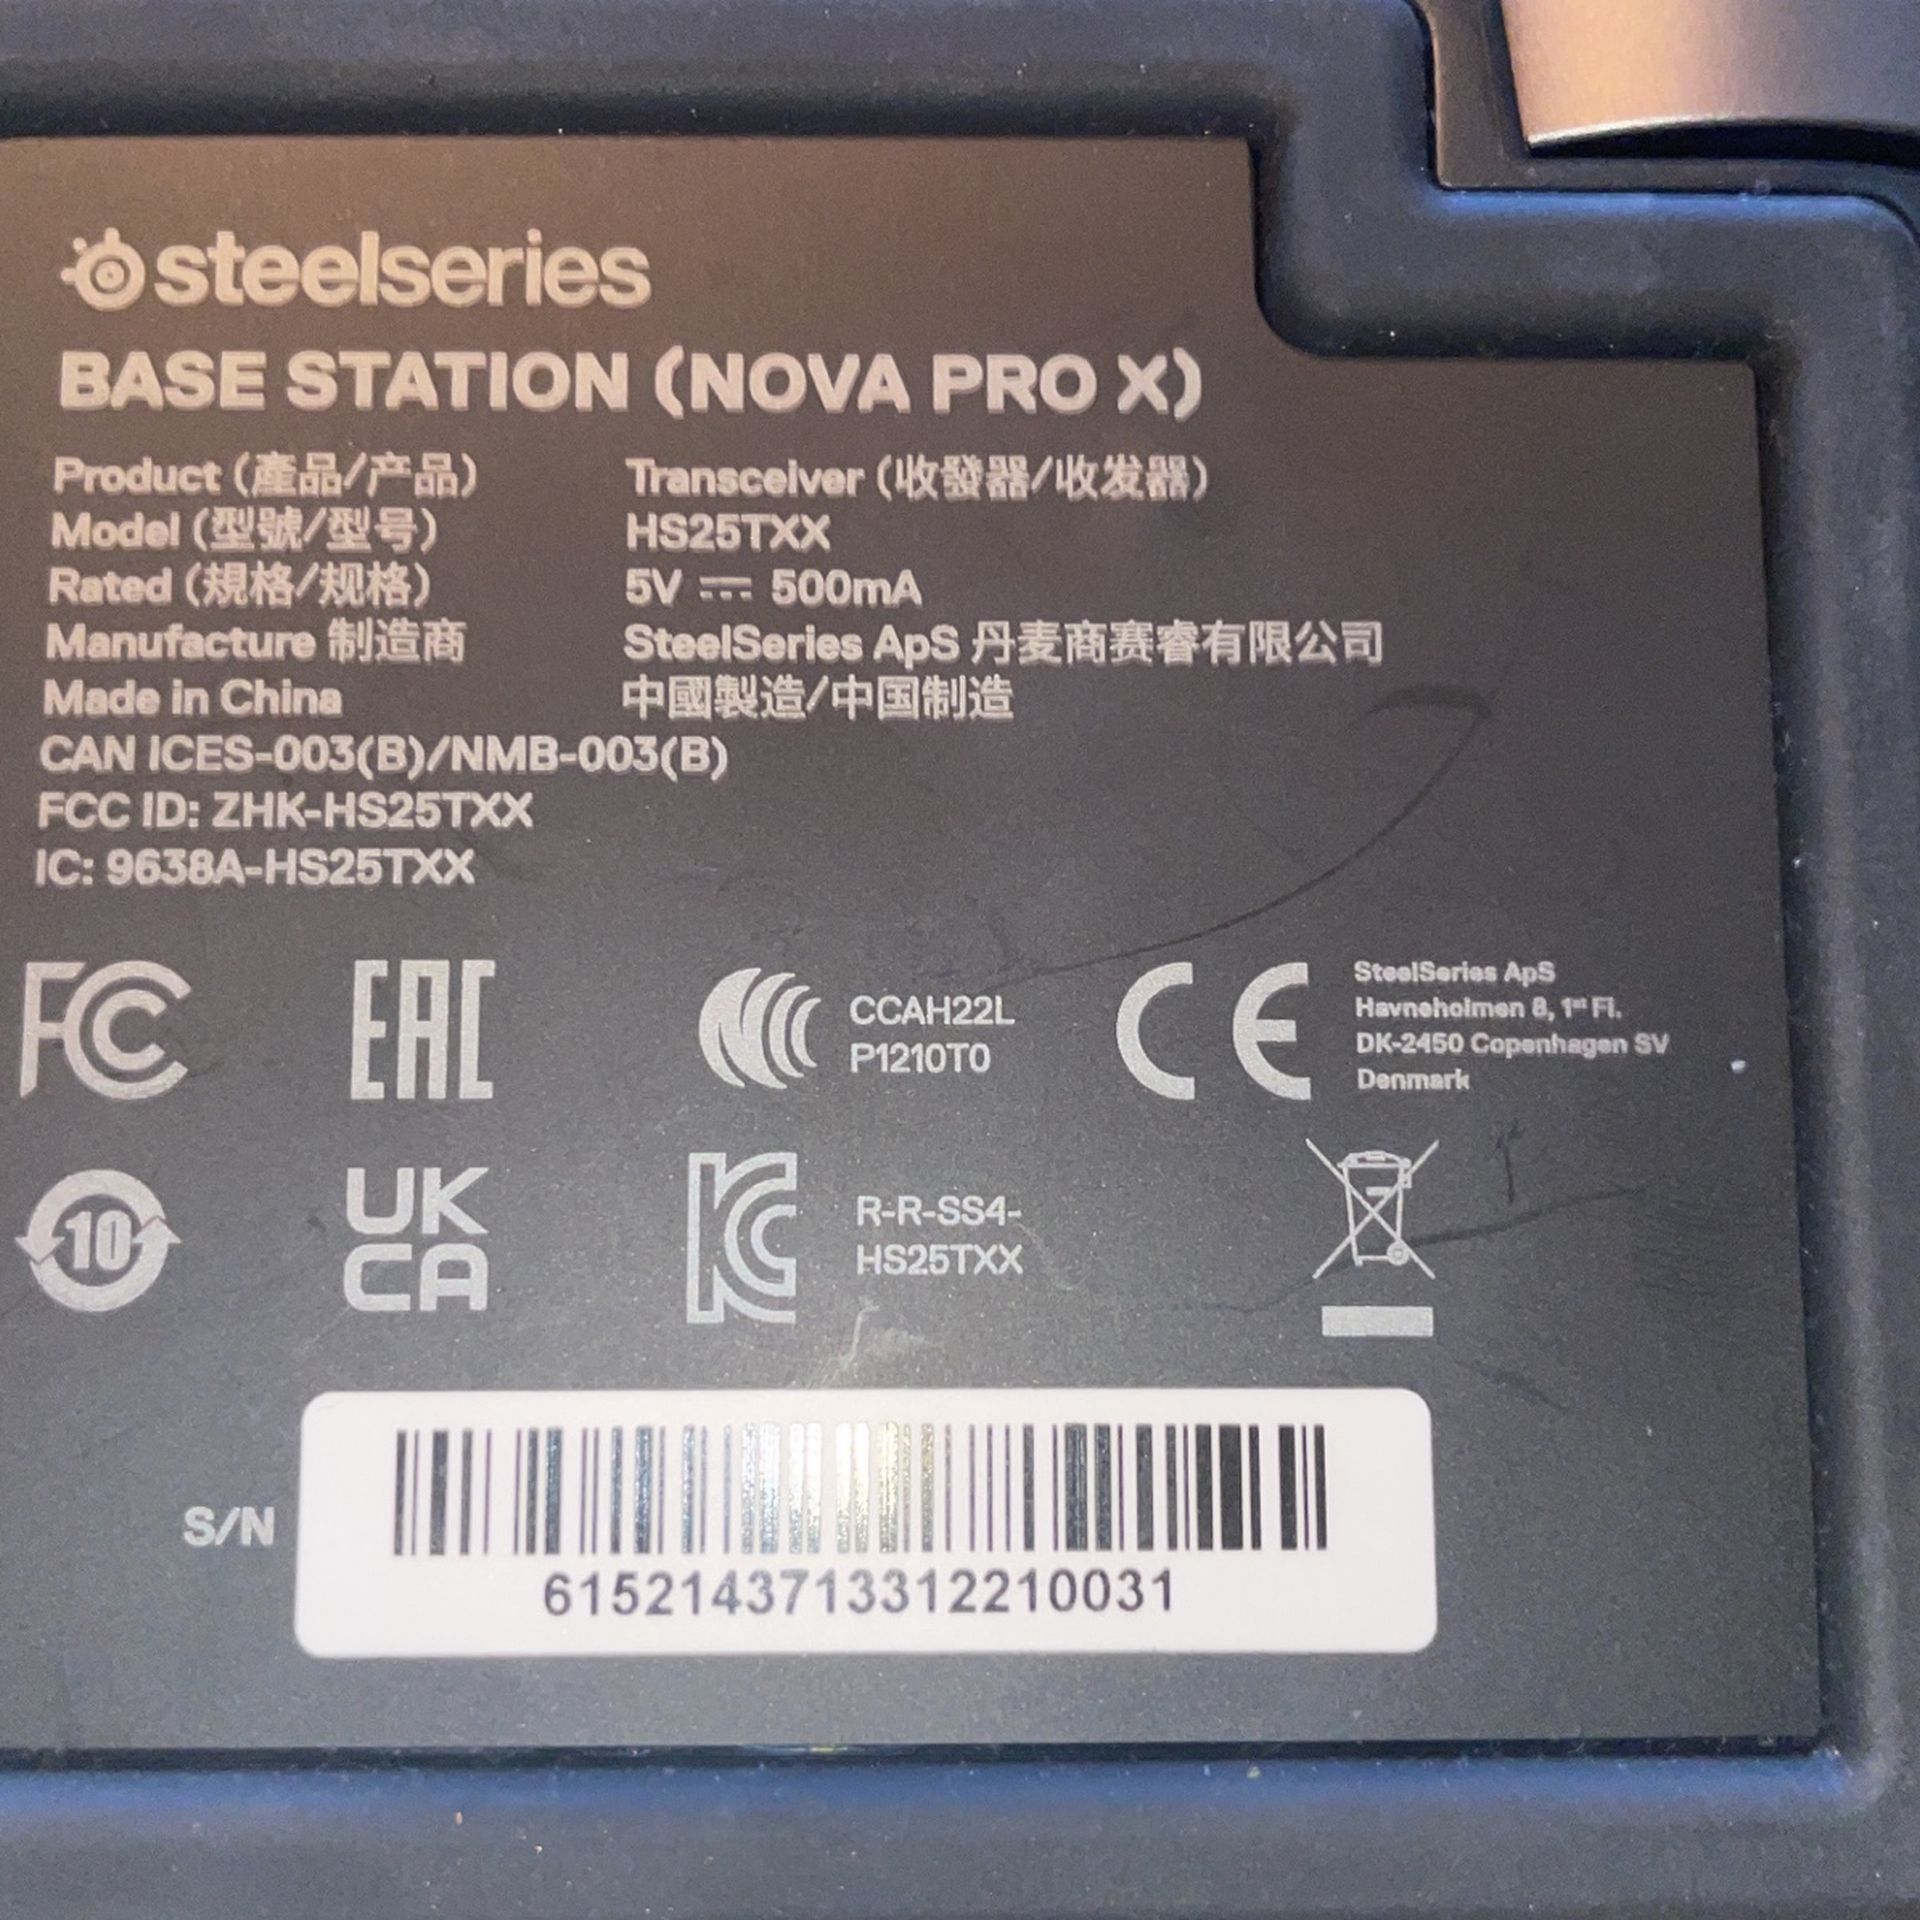 steelseries
BASE STATION (NOVA PRO X)
Product (產品/产品) Transceiver (收發器/收发器)
Model (型號/型号) HS25TXX
Rated (規格/规格) 5V ⎓ 500mA
Manufacture 制造商 SteelSeries ApS 丹麦商赛睿有限公司
Made in China 中國製造/中国制造
CAN ICES-003(B)/NMB-003(B)
FCC ID: ZHK-HS25TXX
IC: 9638A-HS25TXX
FC
EAC
CCAH22L
P1210T0
CE
SteelSeries ApS
Havneholmen 8, 1st Fl.
DK-2450 Copenhagen SV
Denmark
10
UK
CA
KC
R-R-SS4-
HS25TXX
S/N
6152143713312210031